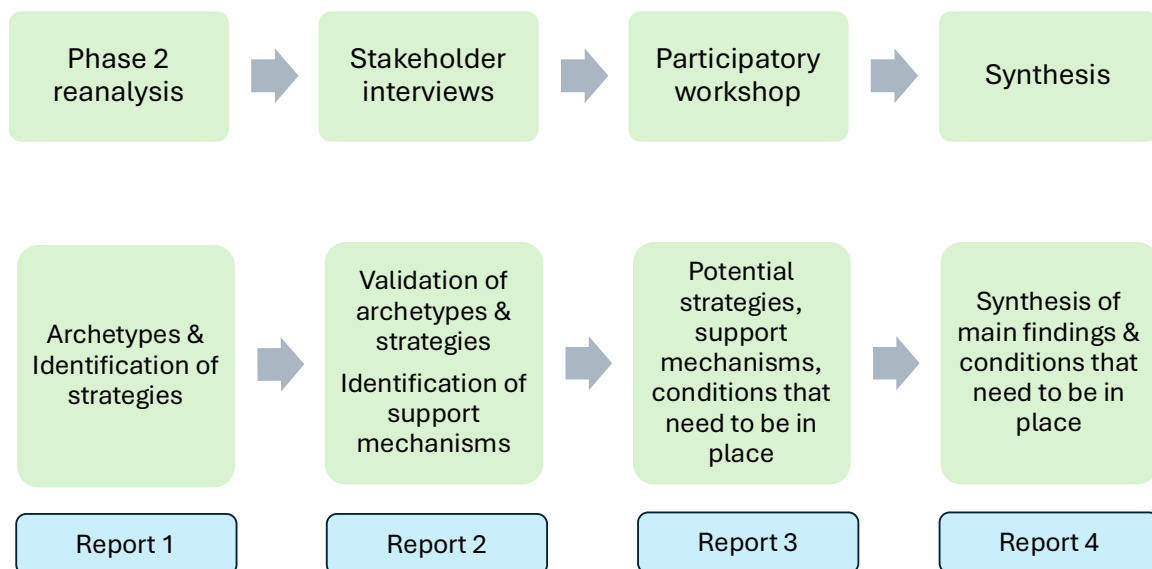 Phase 2
reanalysis
Stakeholder
interviews
Participatory
workshop
Synthesis
Archetypes &
Identification of
strategies
Validation of
archetypes &
strategies
Identification of
support
mechanisms
Potential
strategies,
support
mechanisms,
conditions that
need to be in
place
Synthesis of
main findings &
conditions that
need to be in
place
Report 1
Report 2
Report 3
Report 4